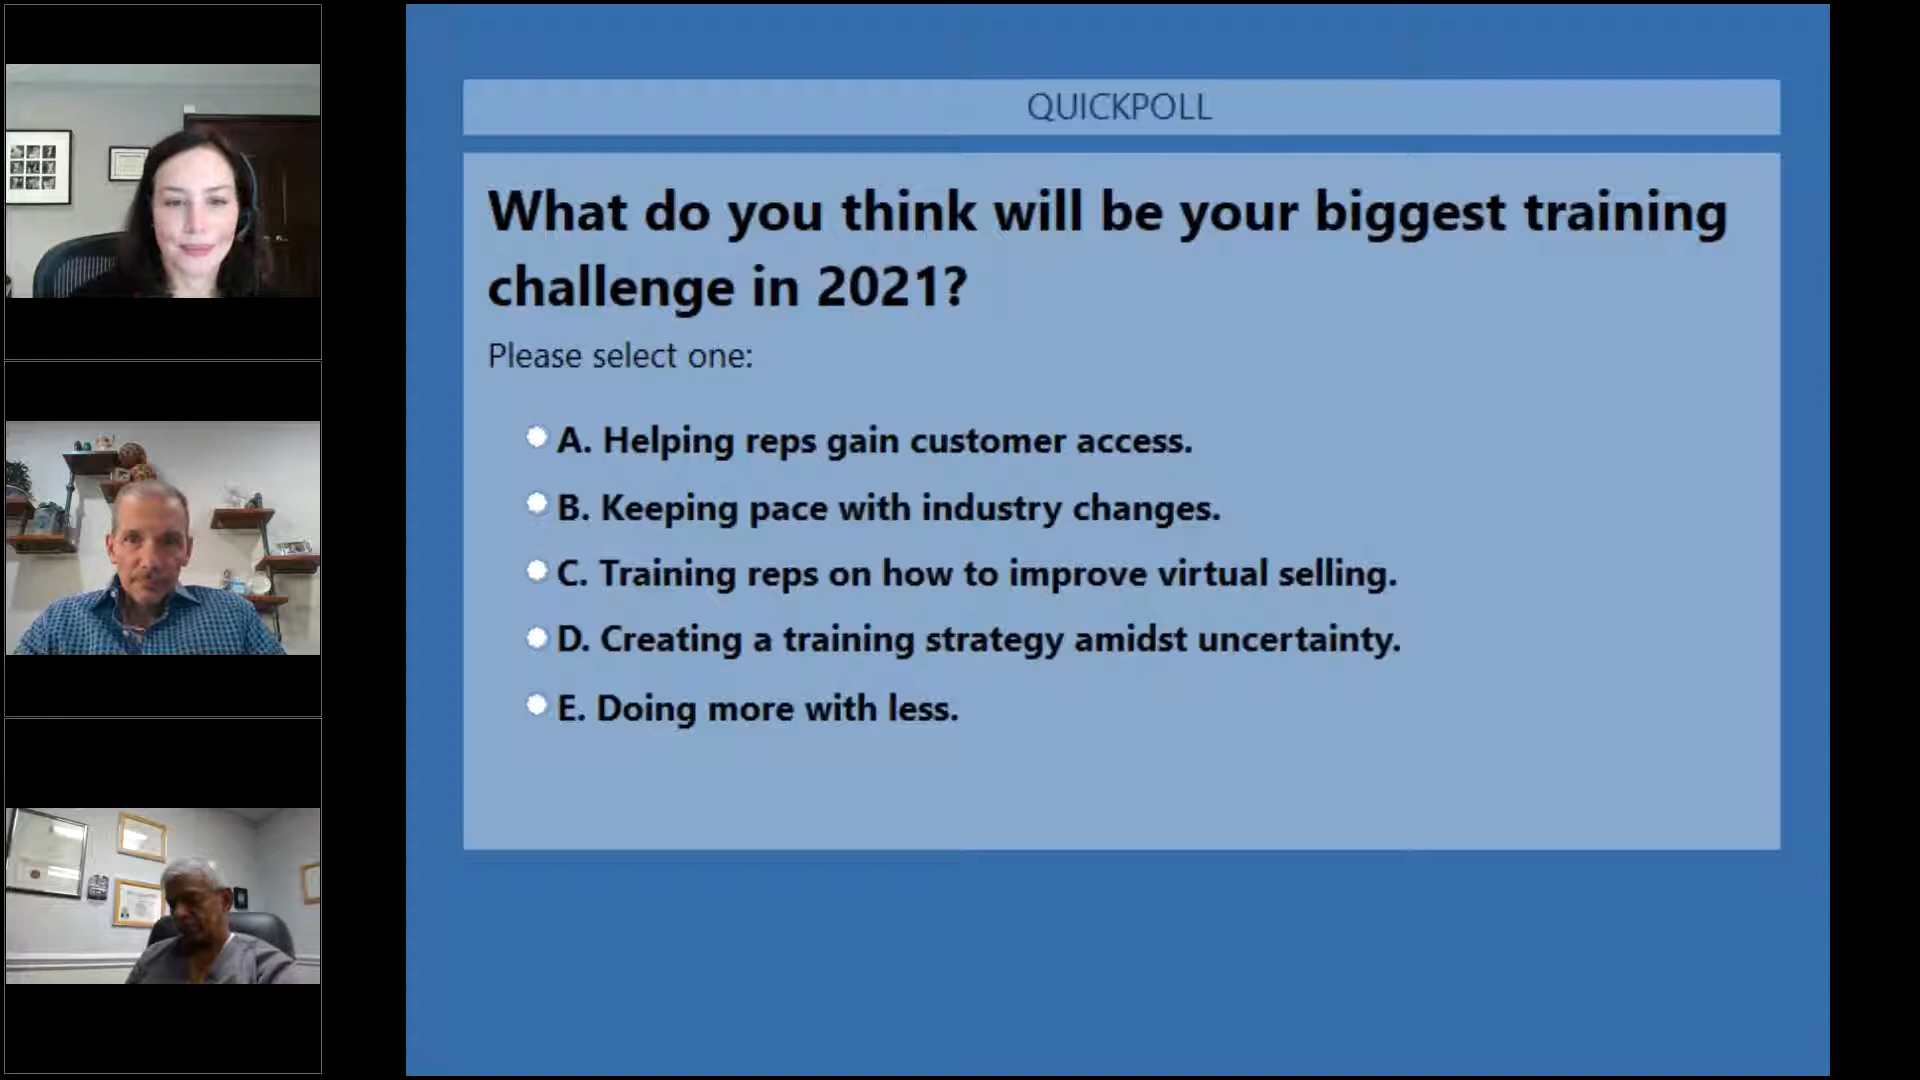 QUICKPOLL
What do you think will be your biggest training
challenge in 2021?
Please select one:
A. Helping reps gain customer access.
B. Keeping pace with industry changes.
C. Training reps on how to improve virtual selling.
D. Creating a training strategy amidst uncertainty.
E. Doing more with less.